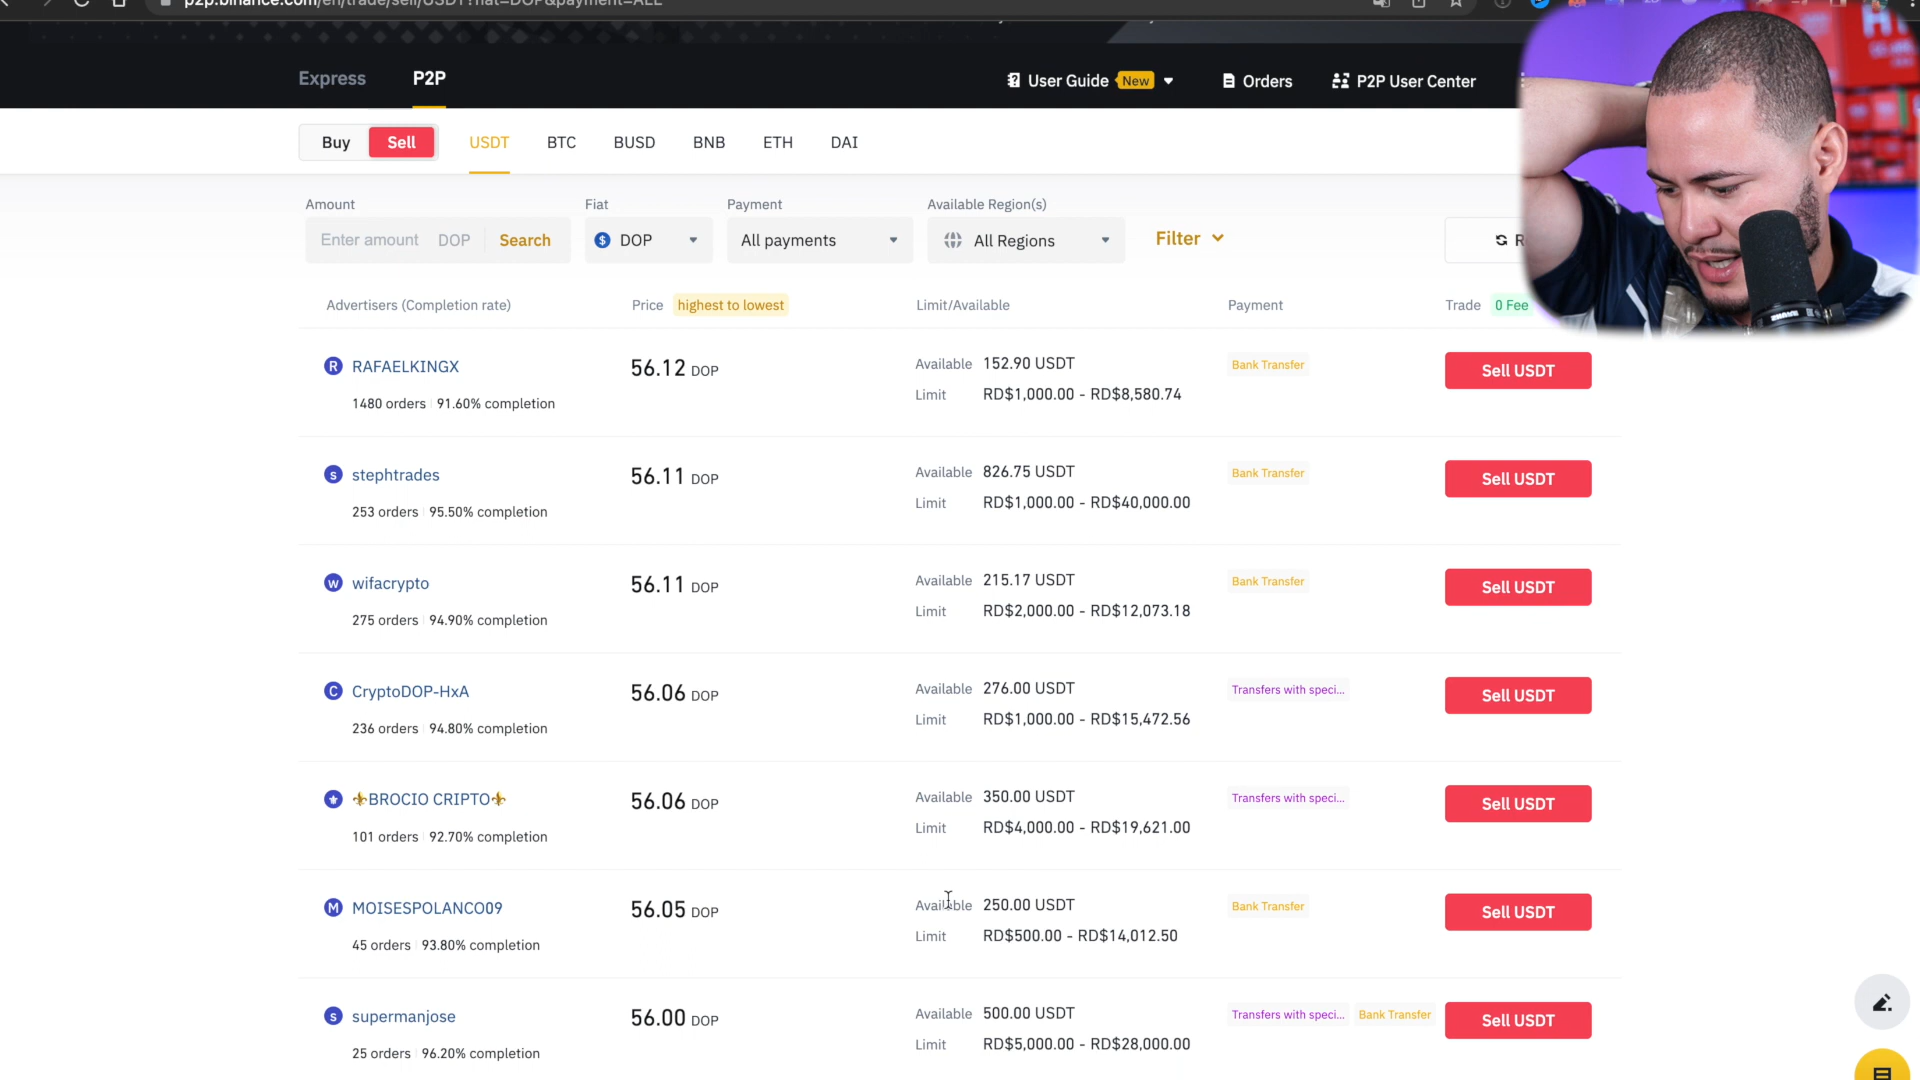 p2p.binance.com/en/trade/sell/USDT?fiat=DOP&payment=ALL
Express P2P User Guide New Orders P2P User Center
Buy Sell USDT BTC BUSD BNB ETH DAI
Amount Fiat Payment Available Region(s)
Enter amount DOP Search $ DOP All payments All Regions Filter
Advertisers (Completion rate) Price highest to lowest Limit/Available Payment Trade 0 Fee
R RAFAELKINGX 56.12 DOP Available 152.90 USDT Bank Transfer Sell USDT
1480 orders 91.60% completion Limit RD$1,000.00 - RD$8,580.74
s stephtrades 56.11 DOP Available 826.75 USDT Bank Transfer Sell USDT
253 orders 95.50% completion Limit RD$1,000.00 - RD$40,000.00
w wifacrypto 56.11 DOP Available 215.17 USDT Bank Transfer Sell USDT
275 orders 94.90% completion Limit RD$2,000.00 - RD$12,073.18
C CryptoDOP-HxA 56.06 DOP Available 276.00 USDT Transfers with speci... Sell USDT
236 orders 94.80% completion Limit RD$1,000.00 - RD$15,472.56
⚜BROCIO CRIPTO⚜ 56.06 DOP Available 350.00 USDT Transfers with speci... Sell USDT
101 orders 92.70% completion Limit RD$4,000.00 - RD$19,621.00
M MOISESPOLANCO09 56.05 DOP Available 250.00 USDT Bank Transfer Sell USDT
45 orders 93.80% completion Limit RD$500.00 - RD$14,012.50
s supermanjose 56.00 DOP Available 500.00 USDT Transfers with speci... Bank Transfer Sell USDT
25 orders 96.20% completion Limit RD$5,000.00 - RD$28,000.00